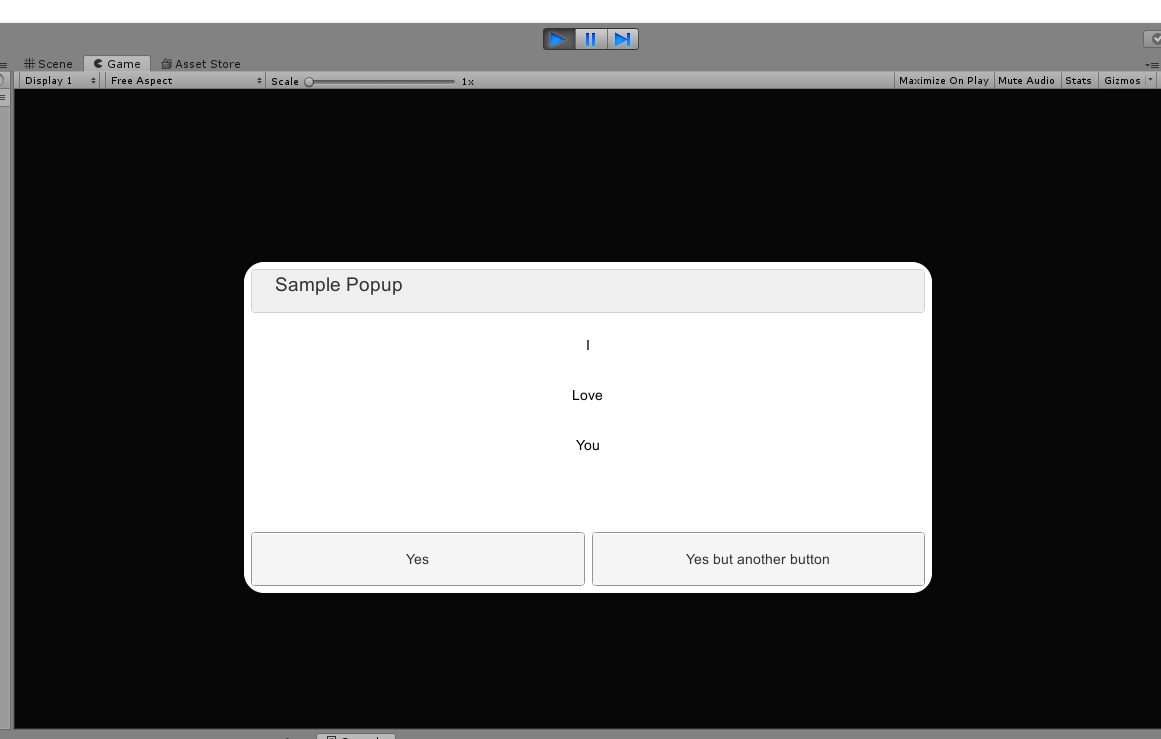 Scene Game Asset Store
Display 1 Free Aspect Scale 1x Maximize On Play Mute Audio Stats Gizmos
Sample Popup
I
Love
You
Yes Yes but another button